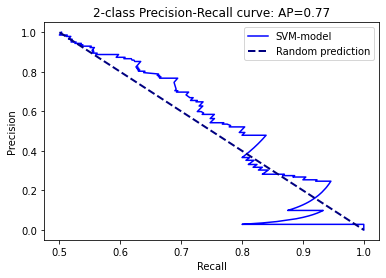 2-class Precision-Recall curve: AP=0.77
SVM-model
Random prediction
Precision
1.0
0.8
0.6
0.4
0.2
0.0
0.5
0.6
0.7
0.8
0.9
1.0
Recall